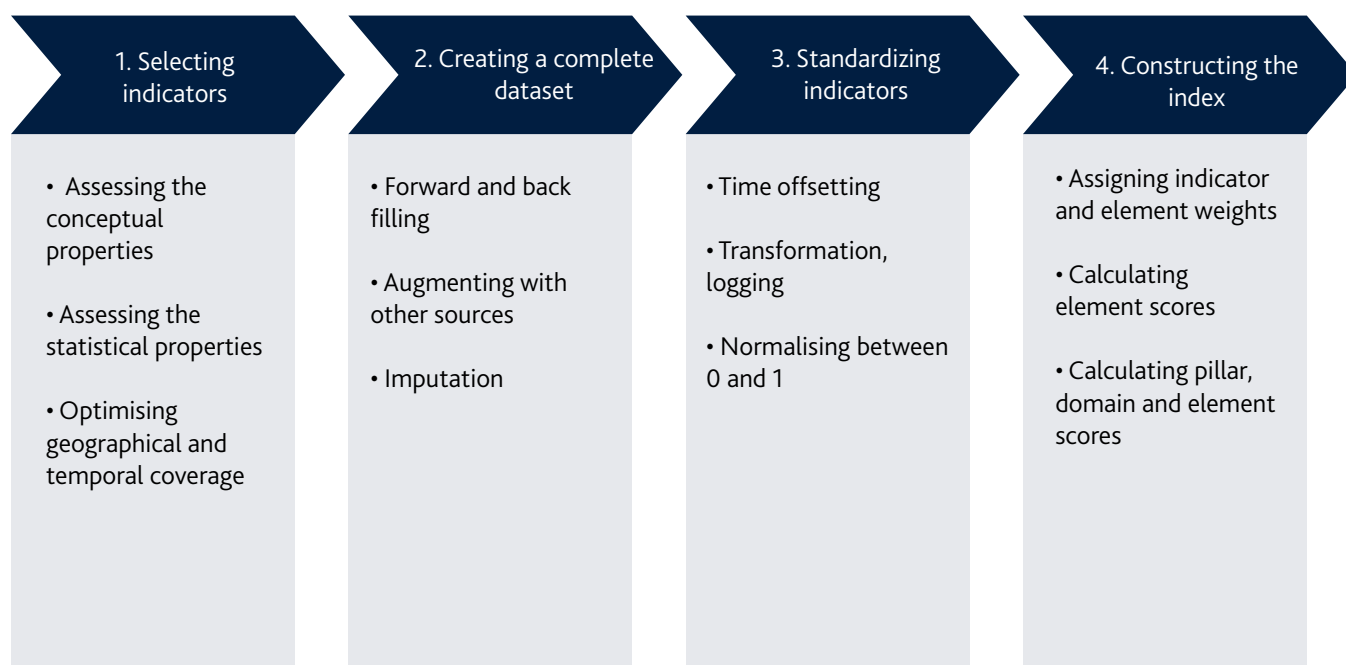 1. Selecting
indicators
• Assessing the
conceptual
properties
• Assessing the
statistical properties
• Optimising
geographical and
temporal coverage
2. Creating a complete
dataset
• Forward and back
filling
• Augmenting with
other sources
• Imputation
3. Standardizing
indicators
• Time offsetting
• Transformation,
logging
• Normalising between
0 and 1
4. Constructing the
index
• Assigning indicator
and element weights
• Calculating
element scores
• Calculating pillar,
domain and element
scores